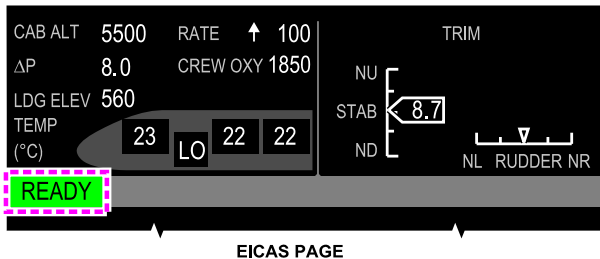 CAB ALT 5500 RATE ↑ 100
ΔP 8.0 CREW OXY 1850
LDG ELEV 560
TEMP
(°C) 23 LO 22 22
TRIM
NU
STAB 8.7
ND
NL RUDDER NR
READY
EICAS PAGE